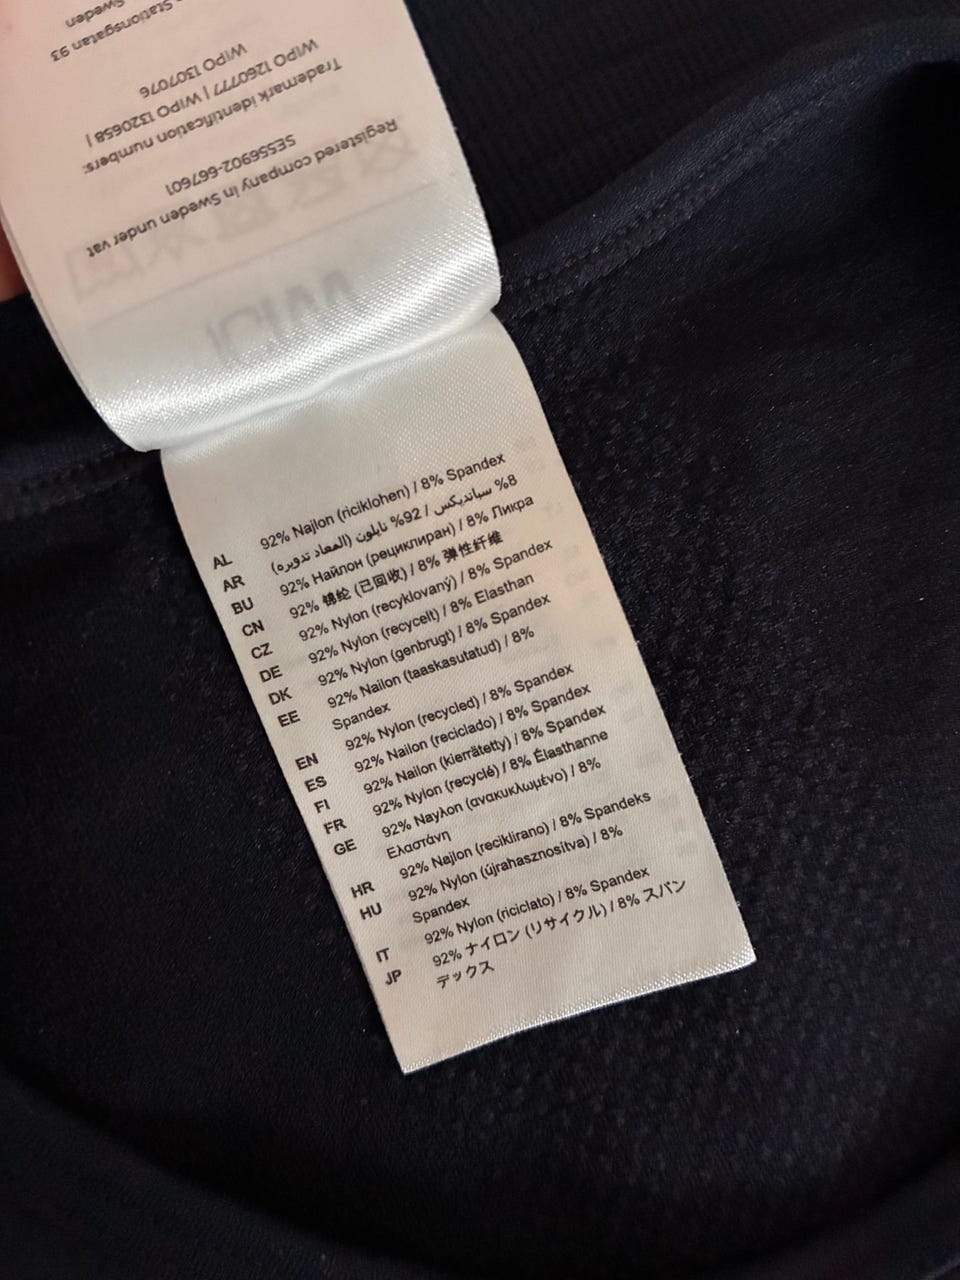 Stationsgatan 93
WIPO 1307076
WIPO 1260777 | WIPO 1320658 |
Trademark identification numbers:
SE556902-667601
Registered company in Sweden under vat
AL 92% Najlon (riciklohen) / 8% Spandex
AR 8% سبانديكس / 92% نايلون (المعاد تدويره)
BU 92% Найлон (рециклиран) / 8% Ликра
CN 92% 锦纶 (已回收) / 8% 弹性纤维
CZ 92% Nylon (recyklovaný) / 8% Spandex
DE 92% Nylon (recycelt) / 8% Elasthan
DK 92% Nylon (genbrugt) / 8% Spandex
EE 92% Nailon (taaskasutatud) / 8%
Spandex
EN 92% Nylon (recycled) / 8% Spandex
ES 92% Nailon (reciclado) / 8% Spandex
FI 92% Nailon (kierrätetty) / 8% Spandex
FR 92% Nylon (recyclé) / 8% Élasthanne
GE 92% Ναγλον (ανακυκλωμένο) / 8%
Ελαστάνη
HR 92% Najlon (reciklirano) / 8% Spandeks
HU 92% Nylon (újrahasznosítva) / 8%
Spandex
IT 92% Nylon (riciclato) / 8% Spandex
JP 92% ナイロン (リサイクル) / 8% スパン
デックス